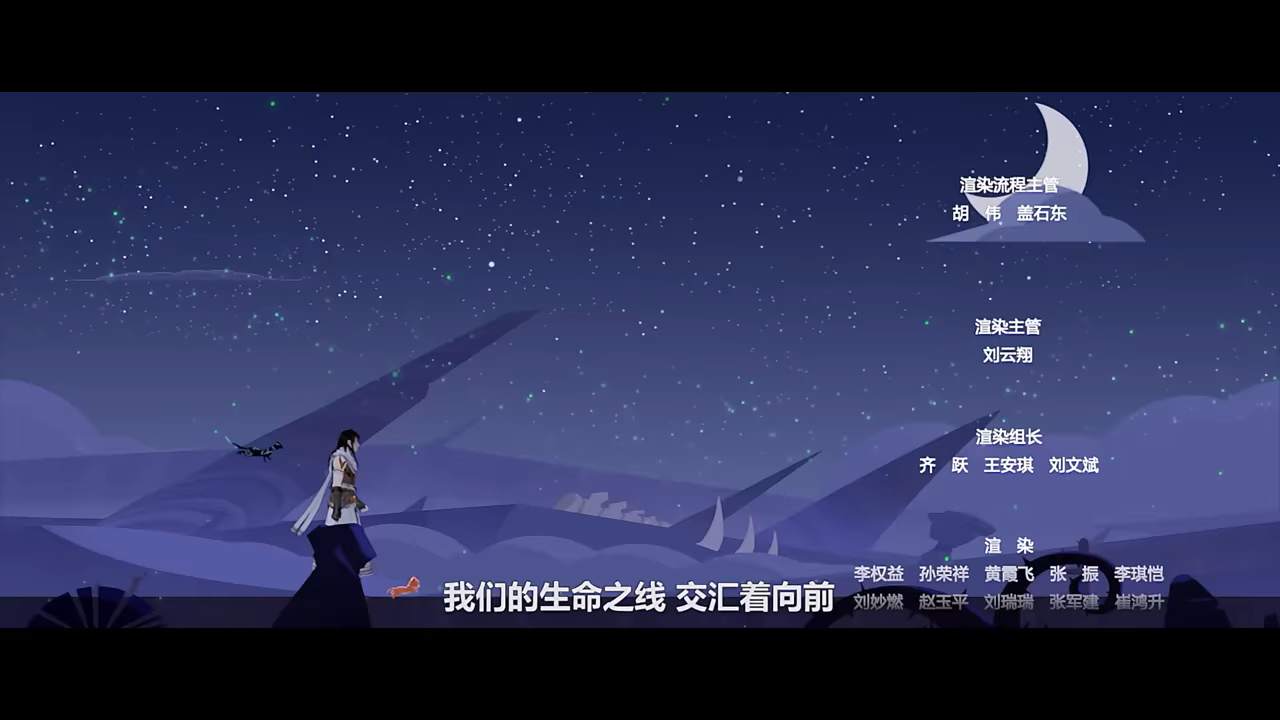 渲染流程主管
胡 伟 盖石东
渲染主管
刘云翔
渲染组长
齐 跃 王安琪 刘文斌
渲 染
李权益 孙荣祥 黄霞飞 张 振 李琪恺
刘妙燃 赵玉平 刘瑞瑞 张军建 崔鸿升
我们的生命之线 交汇着向前